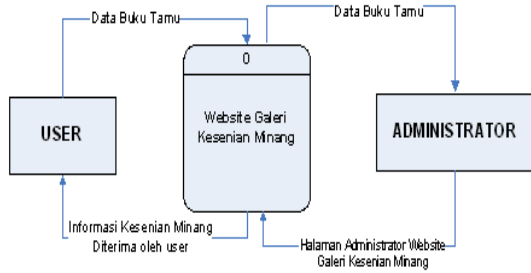 Data Buku Tamu
Data Buku Tamu
0
Website Galeri
Kesenian Minang
USER
ADMINISTRATOR
Informasi Kesenian Minang
Diterima oleh user
Halaman Administrator Website
Galeri Kesenian Minang